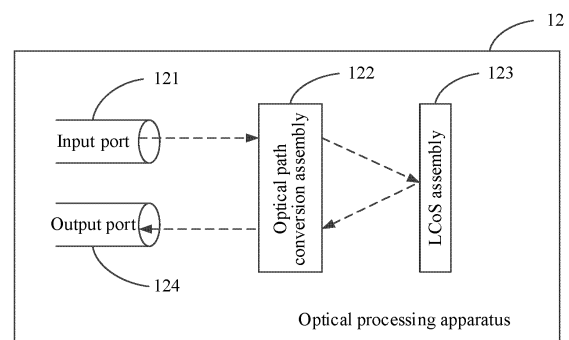 12
121
122
123
Input port
Optical path
conversion assembly
LCoS assembly
Output port
124
Optical processing apparatus